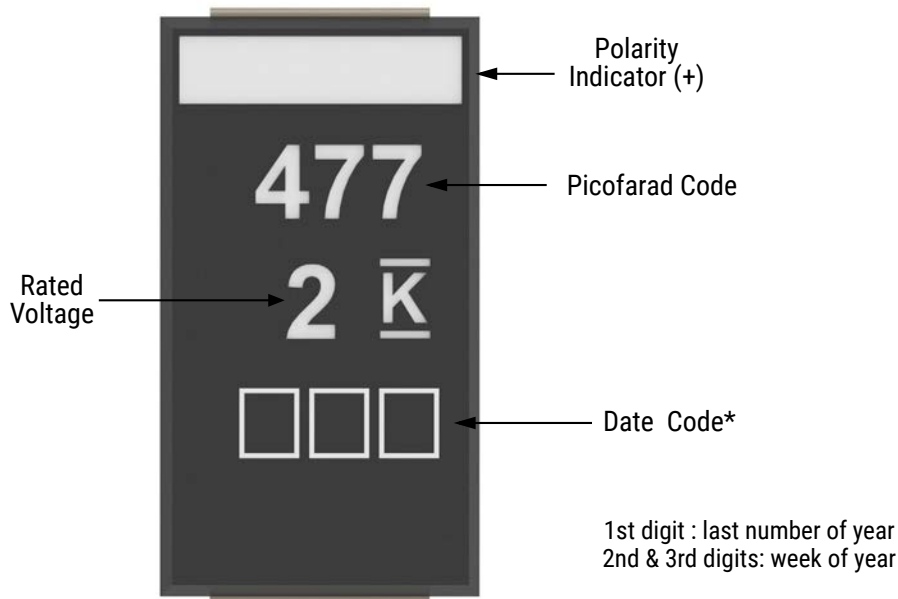 Polarity
Indicator (+)
477
Picofarad Code
Rated
Voltage
2 K
Date Code*
1st digit : last number of year
2nd & 3rd digits: week of year